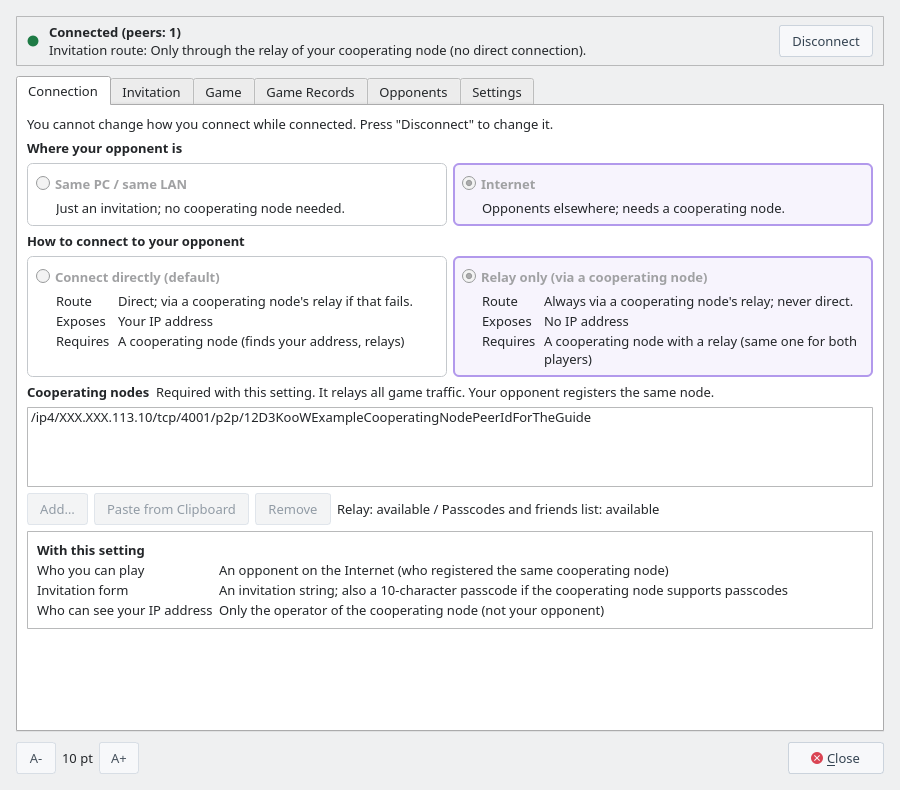 Connected (peers: 1)
Invitation route: Only through the relay of your cooperating node (no direct connection).
Disconnect
Connection
Invitation
Game
Game Records
Opponents
Settings
You cannot change how you connect while connected. Press "Disconnect" to change it.
Where your opponent is
Same PC / same LAN
Just an invitation; no cooperating node needed.
Internet
Opponents elsewhere; needs a cooperating node.
How to connect to your opponent
Connect directly (default)
Route Direct; via a cooperating node's relay if that fails.
Exposes Your IP address
Requires A cooperating node (finds your address, relays)
Relay only (via a cooperating node)
Route Always via a cooperating node's relay; never direct.
Exposes No IP address
Requires A cooperating node with a relay (same one for both
players)
Cooperating nodes Required with this setting. It relays all game traffic. Your opponent registers the same node.
/ip4/XXX.XXX.113.10/tcp/4001/p2p/12D3KooWExampleCooperatingNodePeerIdForTheGuide
Add...
Paste from Clipboard
Remove
Relay: available / Passcodes and friends list: available
With this setting
Who you can play An opponent on the Internet (who registered the same cooperating node)
Invitation form An invitation string; also a 10-character passcode if the cooperating node supports passcodes
Who can see your IP address Only the operator of the cooperating node (not your opponent)
A-
10 pt
A+
Close